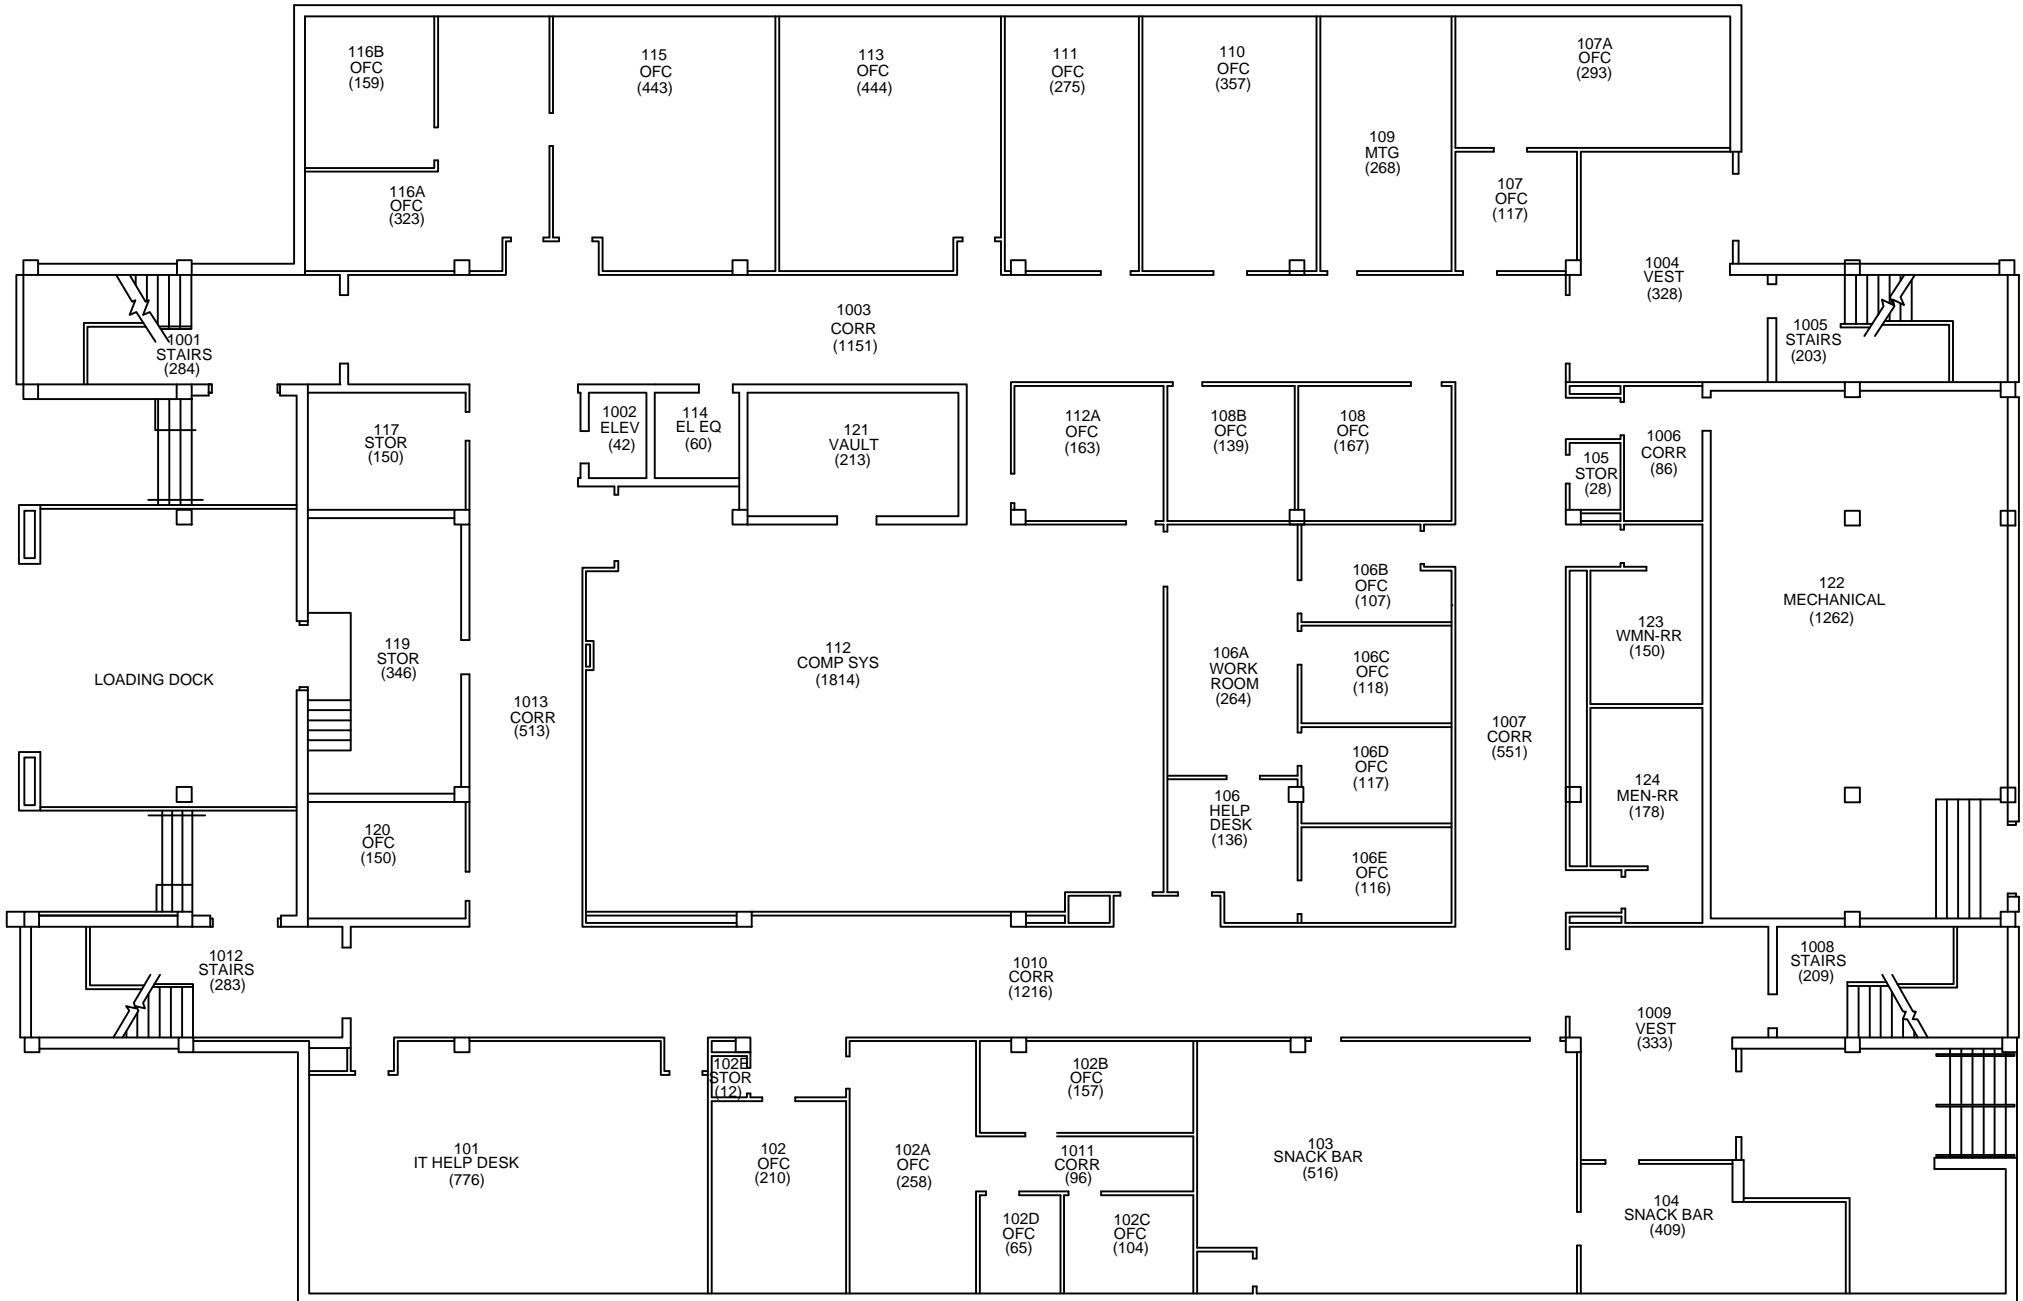 116B
OFC
(159)
115
OFC
(443)
113
OFC
(444)
111
OFC
(275)
110
OFC
(357)
107A
OFC
(293)
109
MTG
(268)
116A
OFC
(323)
107
OFC
(117)
1004
VEST
(328)
1003
CORR
(1151)
1001
STAIRS
(284)
1005
STAIRS
(203)
117
STOR
(150)
1002
ELEV
(42)
114
EL EQ
(60)
121
VAULT
(213)
112A
OFC
(163)
108B
OFC
(139)
108
OFC
(167)
105
STOR
(28)
1006
CORR
(86)
106B
OFC
(107)
122
MECHANICAL
(1262)
123
WMN-RR
(150)
119
STOR
(346)
112
COMP SYS
(1814)
106A
WORK
ROOM
(264)
106C
OFC
(118)
LOADING DOCK
1013
CORR
(513)
1007
CORR
(551)
106D
OFC
(117)
124
MEN-RR
(178)
106
HELP
DESK
(136)
120
OFC
(150)
106E
OFC
(116)
1012
STAIRS
(283)
1010
CORR
(1216)
1008
STAIRS
(209)
1009
VEST
(333)
102E
STOR
(12)
102B
OFC
(157)
101
IT HELP DESK
(776)
102
OFC
(210)
102A
OFC
(258)
1011
CORR
(96)
103
SNACK BAR
(516)
102D
OFC
(65)
102C
OFC
(104)
104
SNACK BAR
(409)